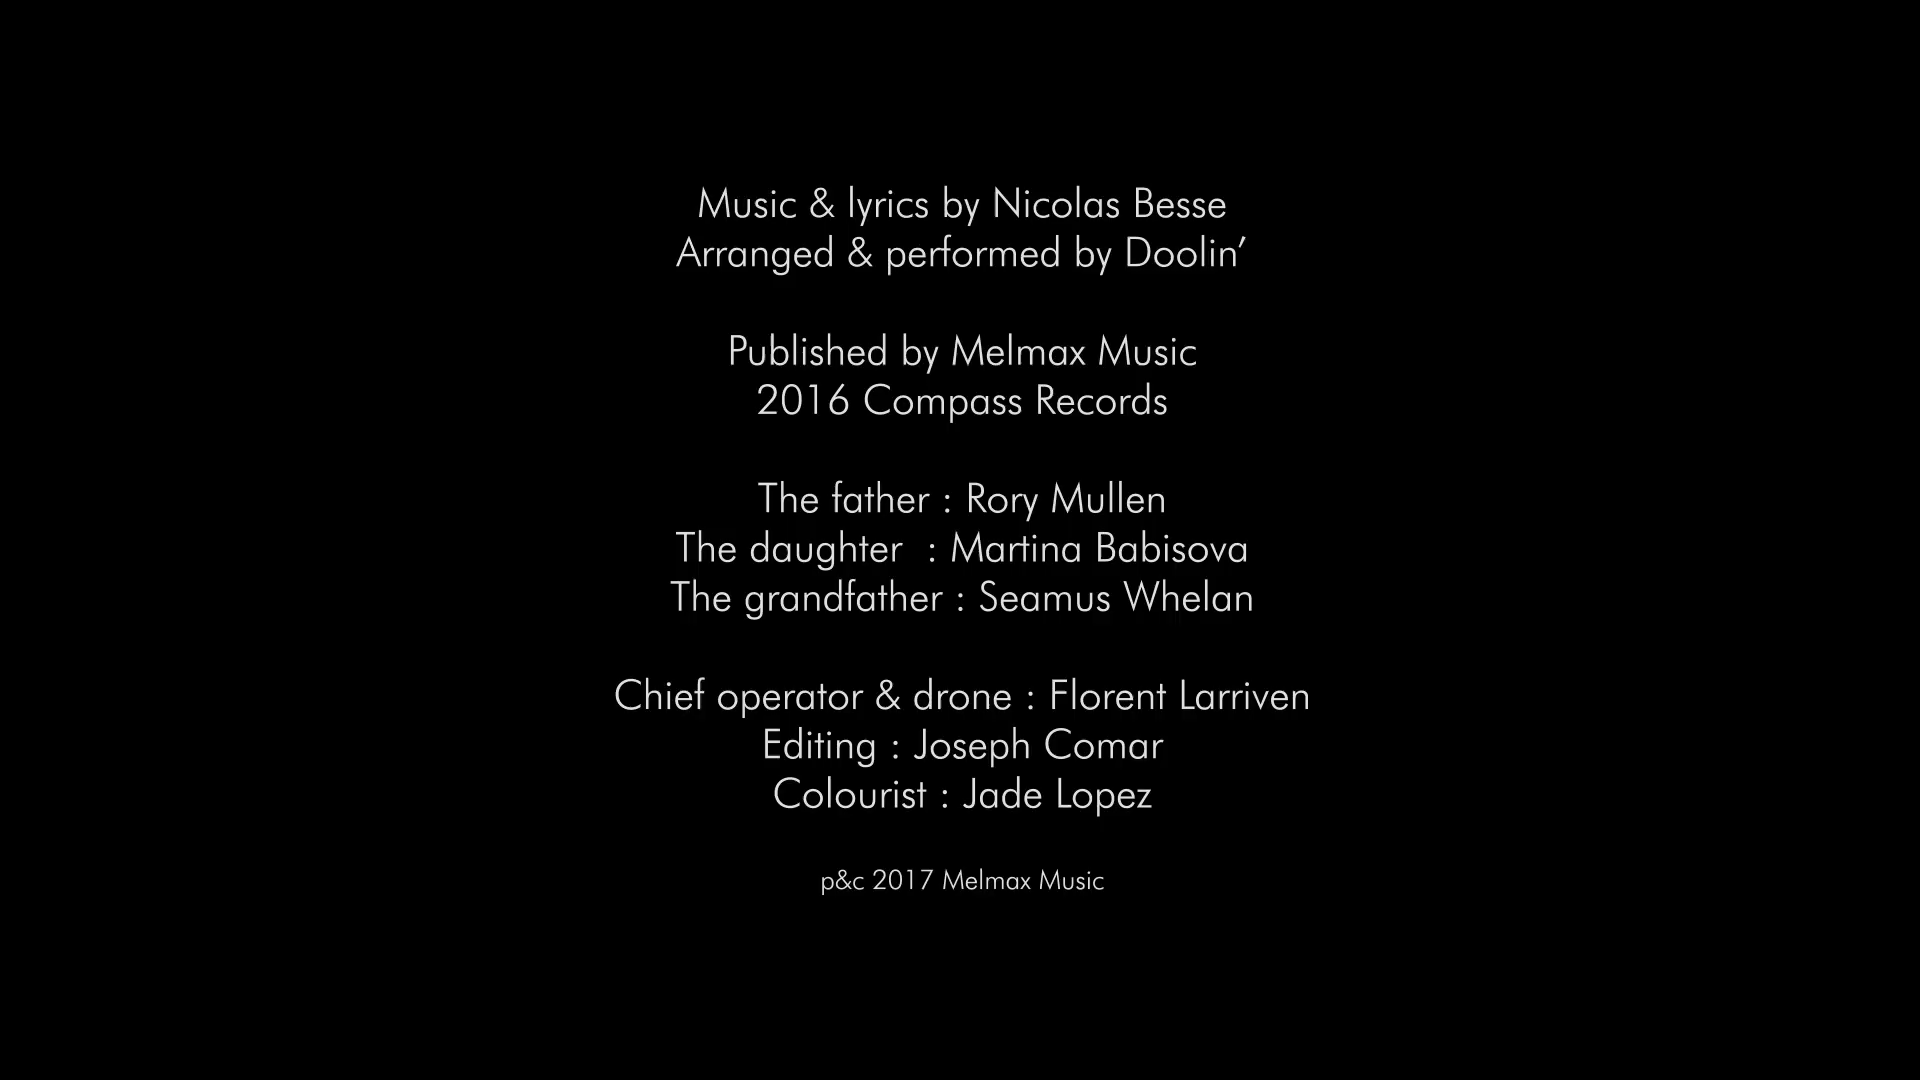 Music & lyrics by Nicolas Besse
Arranged & performed by Doolin’
Published by Melmax Music
2016 Compass Records
The father : Rory Mullen
The daughter  : Martina Babisova
The grandfather : Seamus Whelan
Chief operator & drone : Florent Larriven
Editing : Joseph Comar
Colourist : Jade Lopez
p&c 2017 Melmax Music